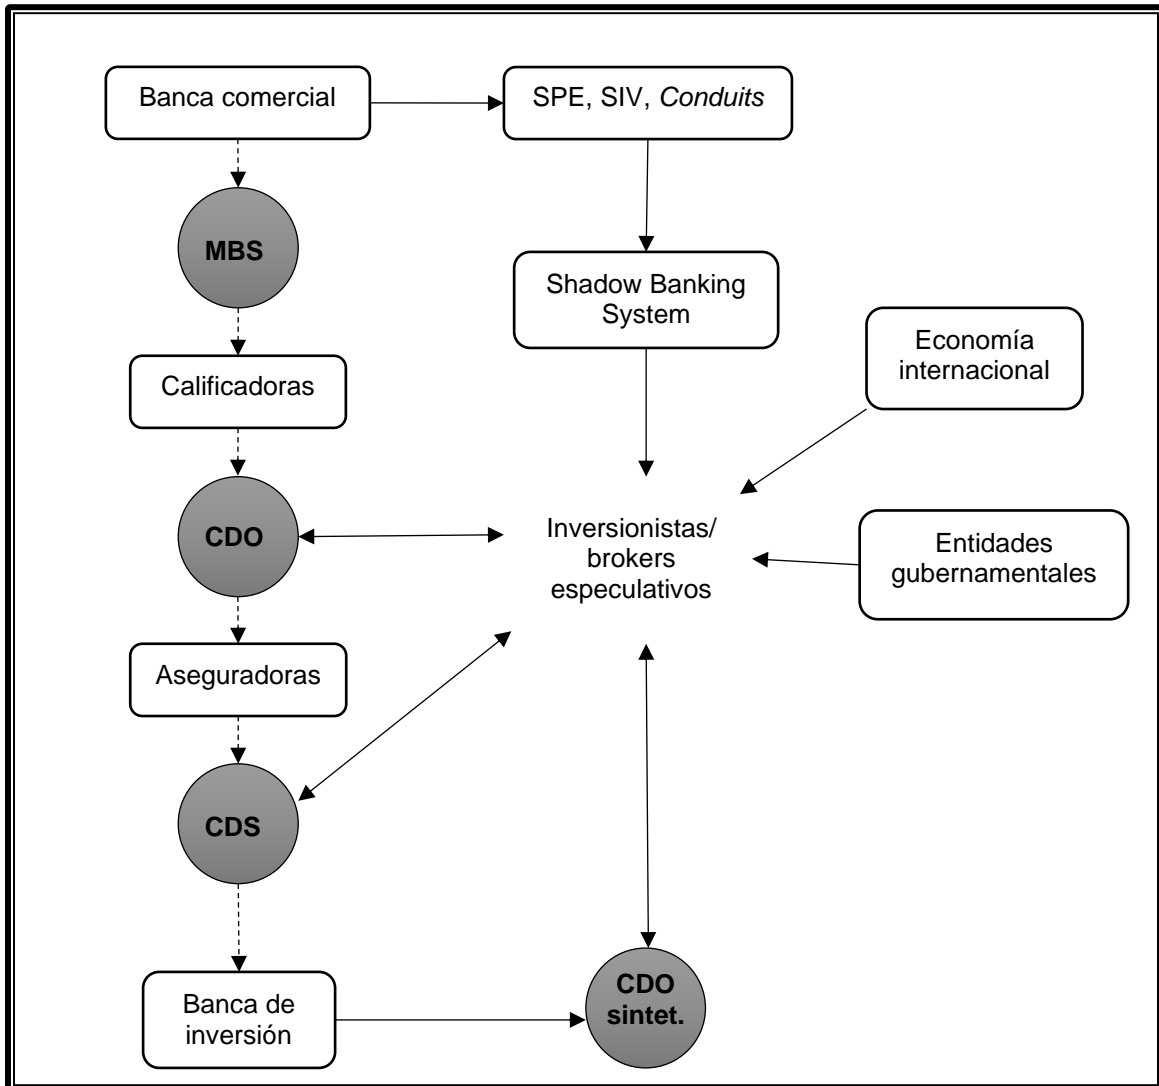 Banca comercial
SPE, SIV, Conduits
MBS
Shadow Banking
System
Economía
internacional
Calificadoras
CDO
Inversionistas/
brokers
especulativos
Entidades
gubernamentales
Aseguradoras
CDS
CDO
sintet.
Banca de
inversión